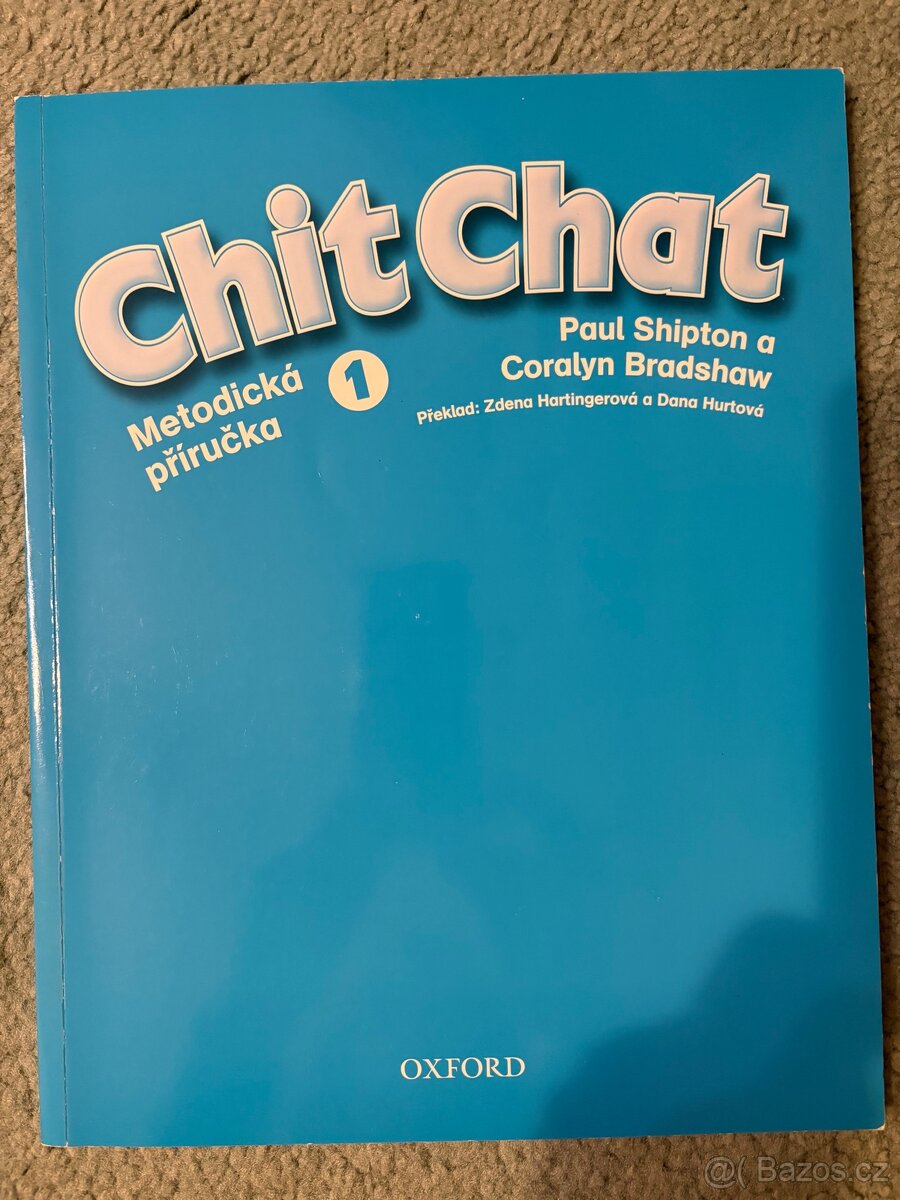 Chit Chat
Paul Shipton a
Coralyn Bradshaw
Překlad: Zdena Hartingerová a Dana Hurtová
Metodická
příručka
1
OXFORD
@( Bazos.cz